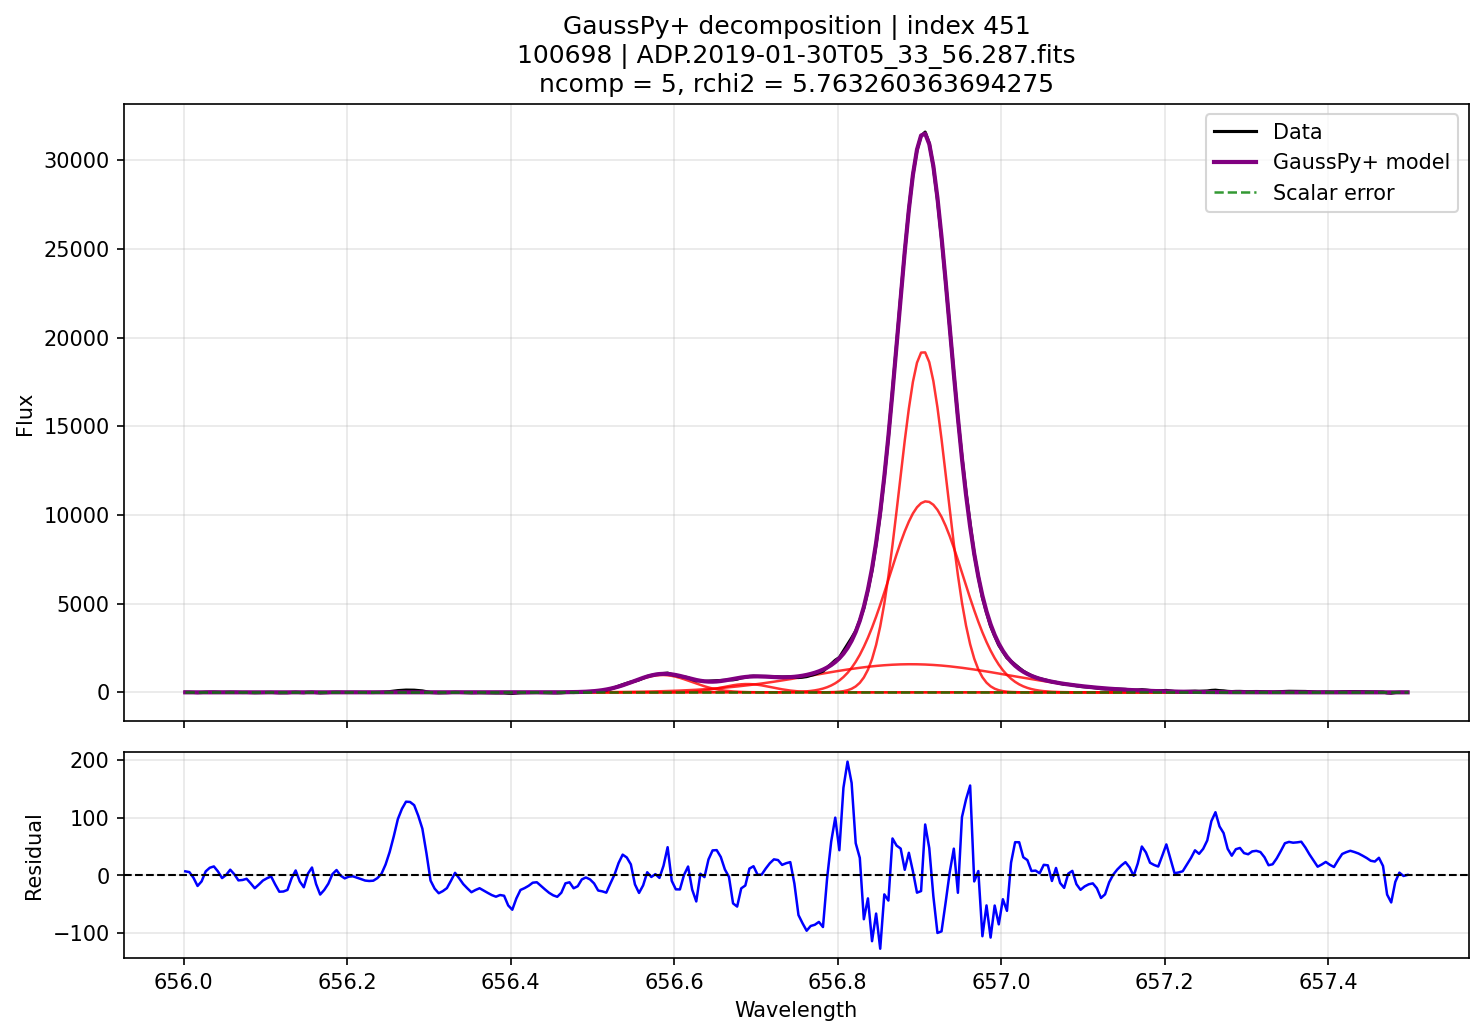 GaussPy+ decomposition | index 451
100698 | ADP.2019-01-30T05_33_56.287.fits
ncomp = 5, rchi2 = 5.763260363694275
Data
GaussPy+ model
Scalar error
Flux
30000
25000
20000
15000
10000
5000
0
Residual
200
100
0
−100
656.0 656.2 656.4 656.6 656.8 657.0 657.2 657.4
Wavelength